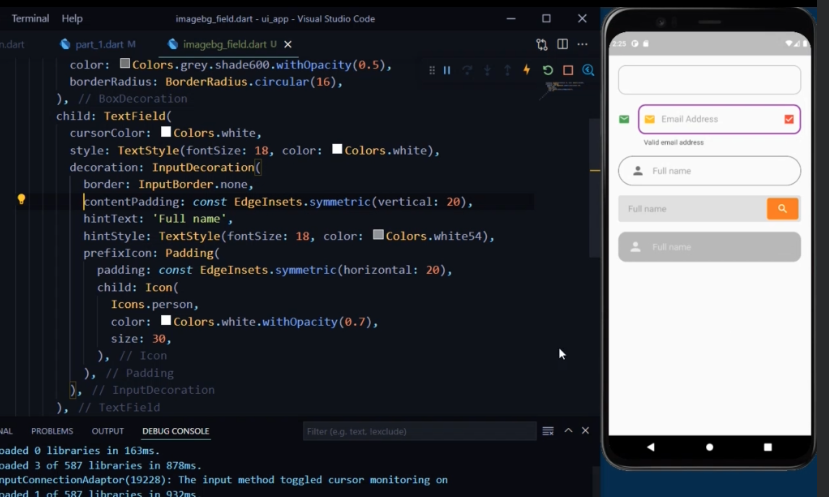 Terminal Help imagebg_field.dart - ui_app - Visual Studio Code
n.dart part_1.dart M imagebg_field.dart U
color: Colors.grey.shade600.withOpacity(0.5),
borderRadius: BorderRadius.circular(16),
), // BoxDecoration
child: TextField(
cursorColor: Colors.white,
style: TextStyle(fontSize: 18, color: Colors.white),
decoration: InputDecoration(
border: InputBorder.none,
contentPadding: const EdgeInsets.symmetric(vertical: 20),
hintText: 'Full name',
hintStyle: TextStyle(fontSize: 18, color: Colors.white54),
prefixIcon: Padding(
padding: const EdgeInsets.symmetric(horizontal: 20),
child: Icon(
Icons.person,
color: Colors.white.withOpacity(0.7),
size: 30,
), // Icon
), // Padding
), // InputDecoration
), // TextField
NAL PROBLEMS OUTPUT DEBUG CONSOLE Filter (e.g. text, !exclude)
oaded 0 libraries in 163ms.
oaded 3 of 587 libraries in 878ms.
nputConnectionAdaptor(19228): The input method toggled cursor monitoring on
oaded 1 of 587 libraries in 932ms.
2:25
Email Address
Valid email address
Full name
Full name
Full name